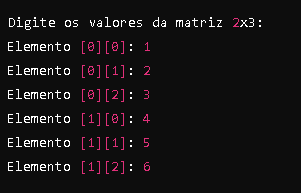 Digite os valores da matriz 2x3:
Elemento [0][0]: 1
Elemento [0][1]: 2
Elemento [0][2]: 3
Elemento [1][0]: 4
Elemento [1][1]: 5
Elemento [1][2]: 6